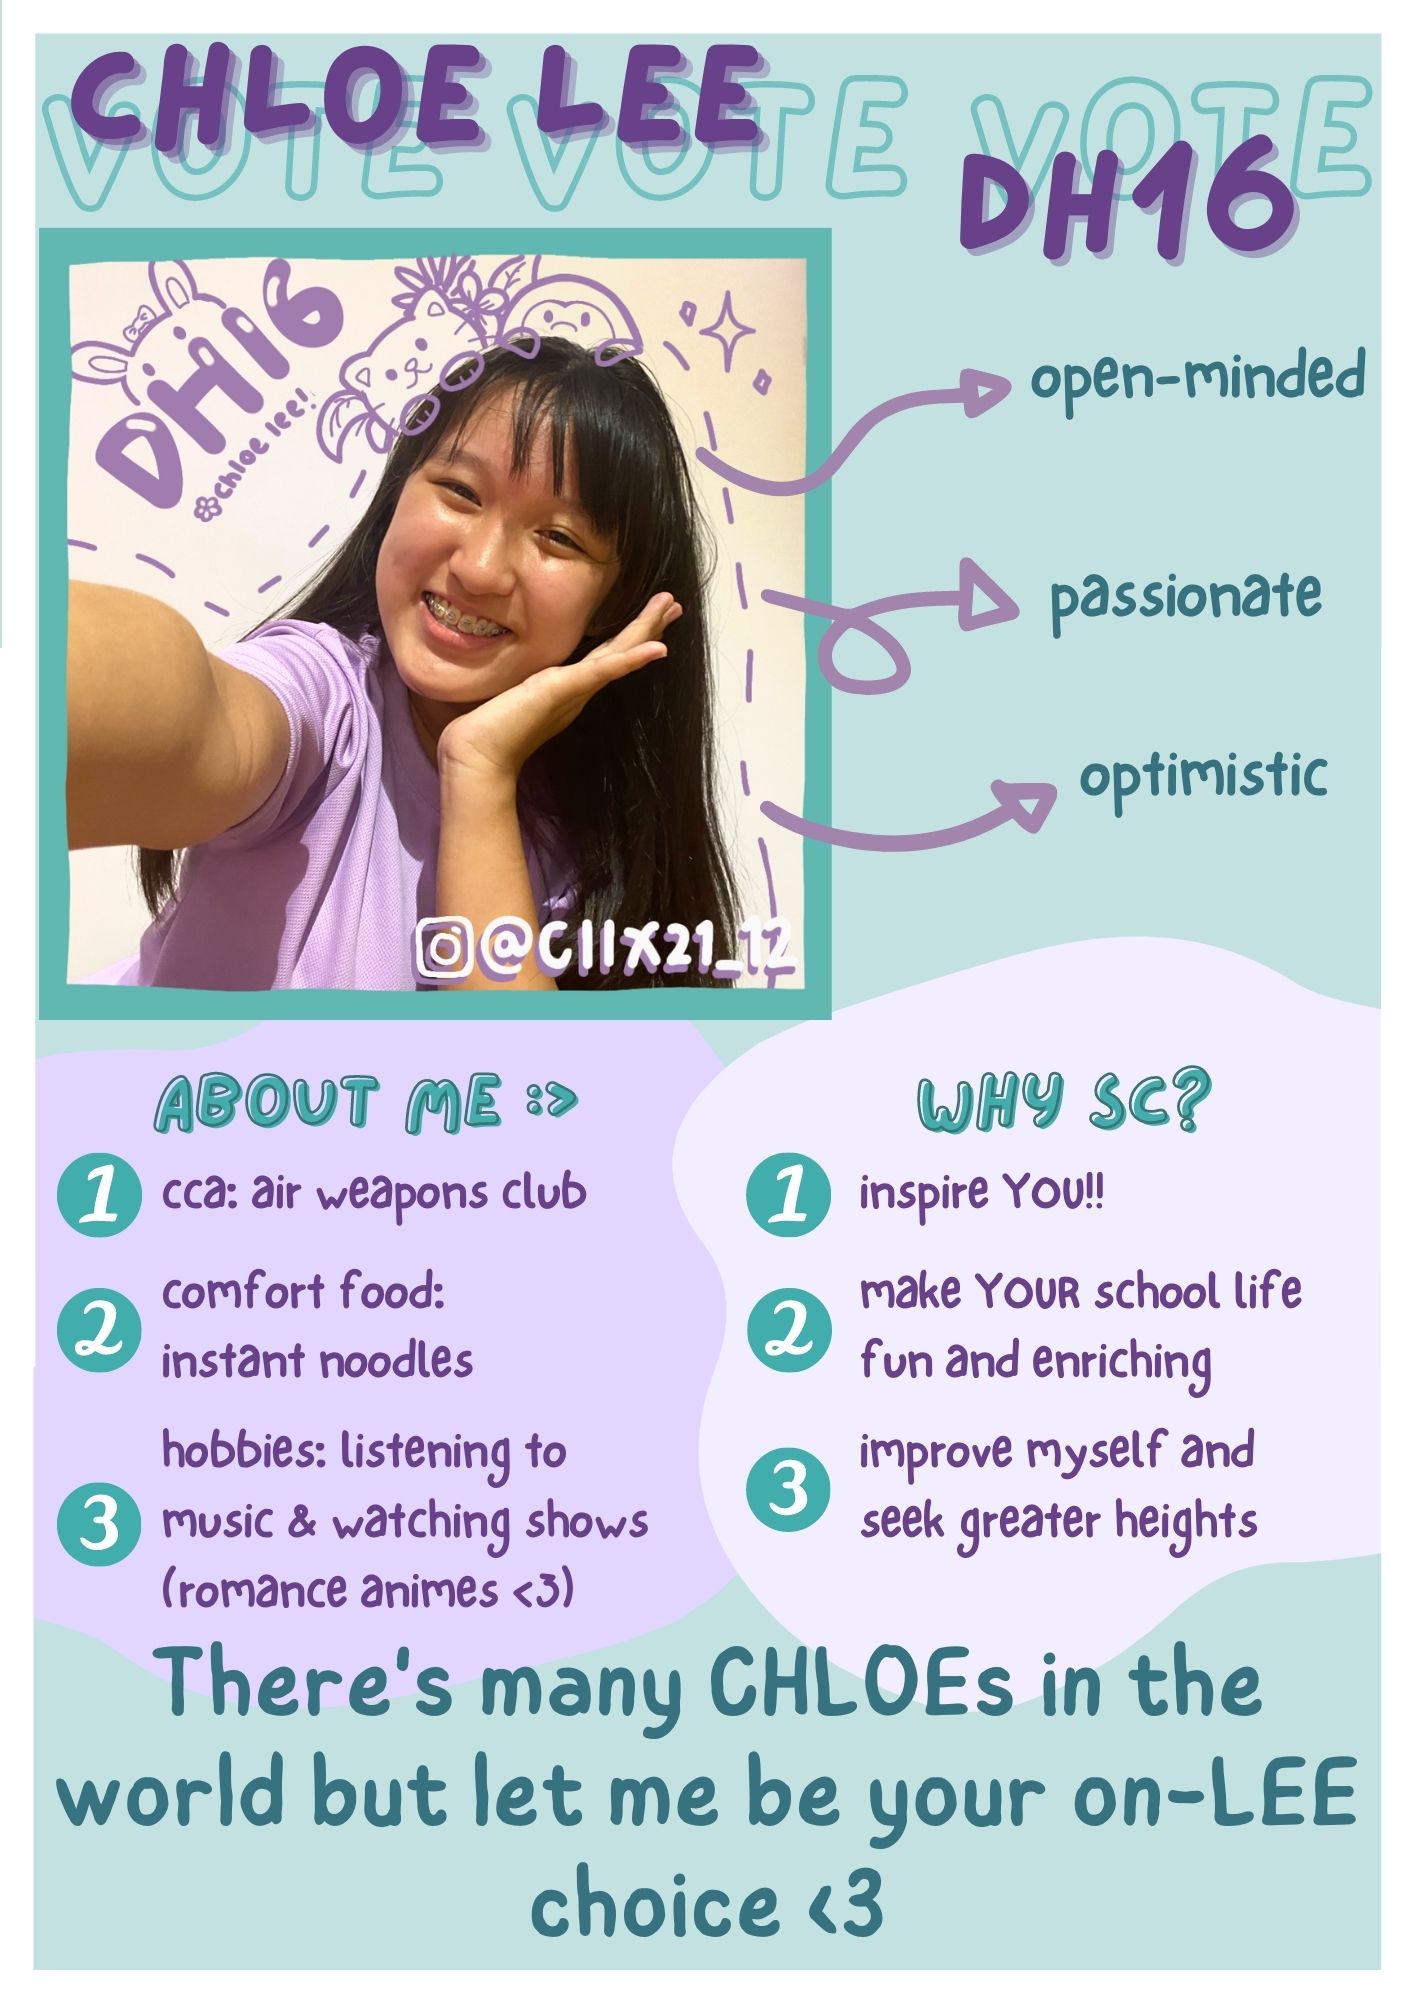 CHLOE LEE
VOTE VOTE VOTE
DH16
DH16
chloe lee!
open-minded
passionate
optimistic
@cllx21_12
ABOUT ME :>
1 cca: air weapons club
2 comfort food:
instant noodles
3 hobbies: listening to
music & watching shows
(romance animes <3)
WHY SC?
1 inspire YOU!!
2 make YOUR school life
fun and enriching
3 improve myself and
seek greater heights
There's many CHLOEs in the
world but let me be your on-LEE
choice <3